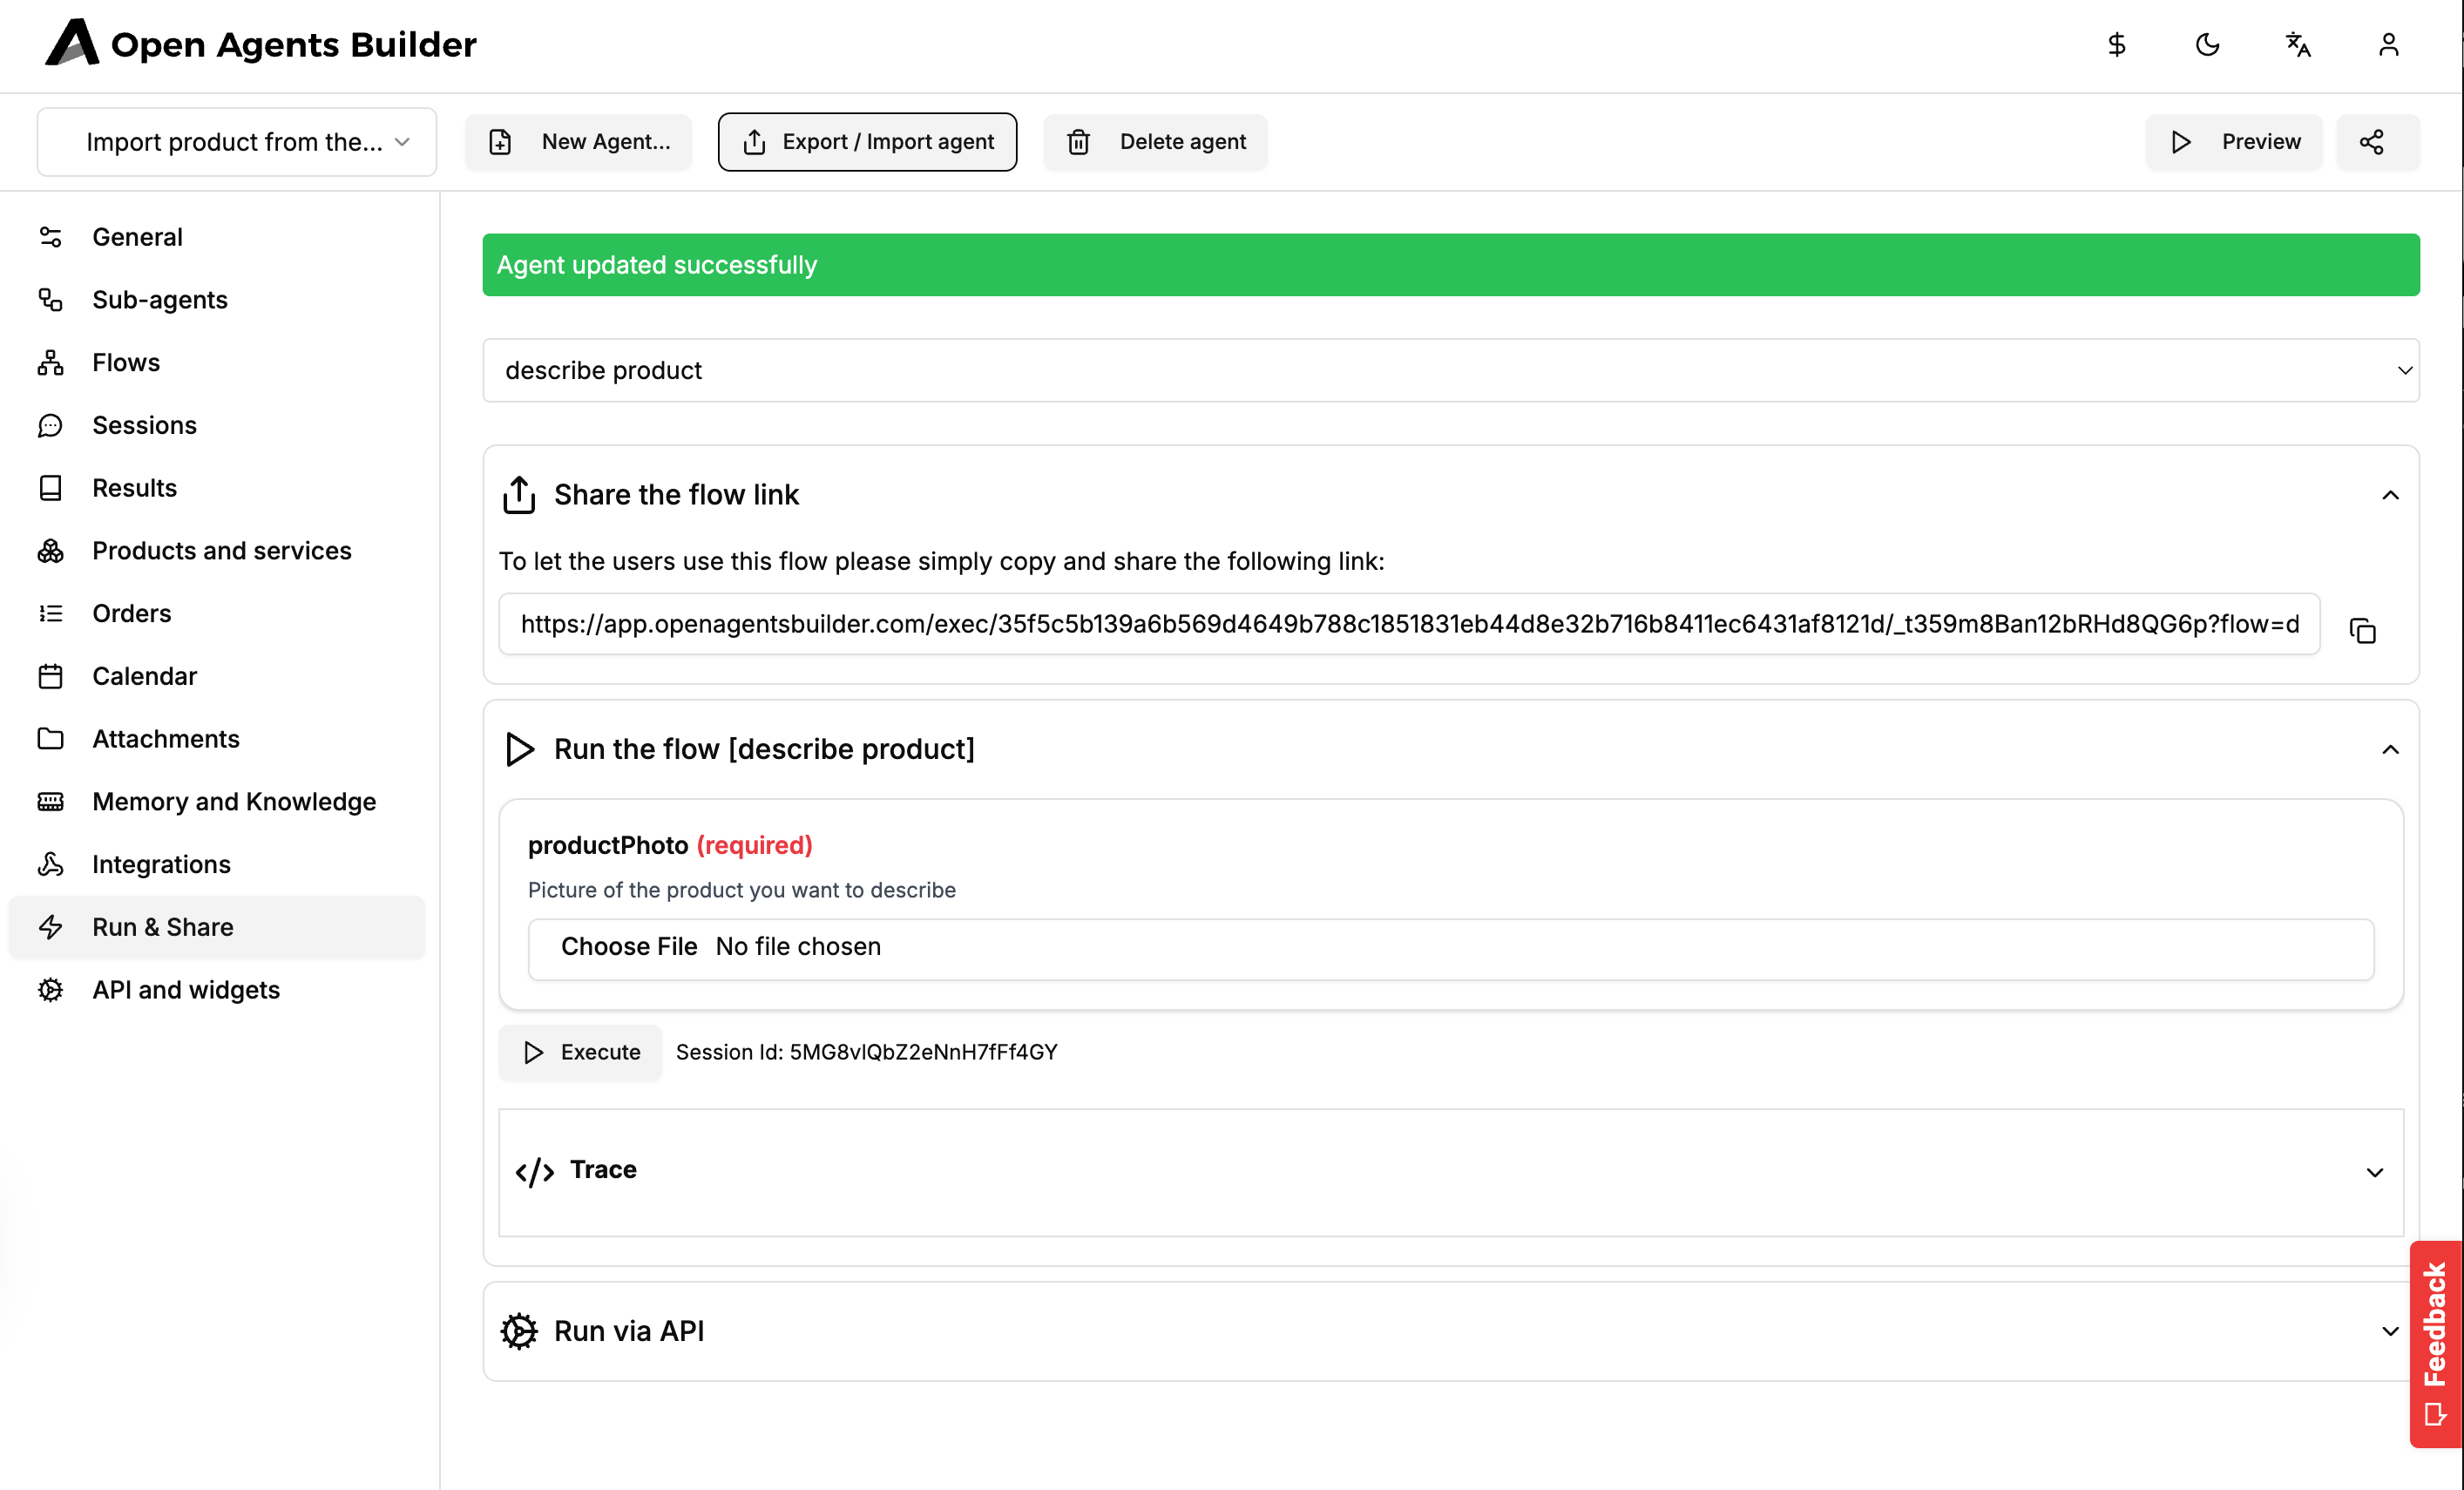 Open Agents Builder
Import product from the...
New Agent...
Export / Import agent
Delete agent
Preview
General
Sub-agents
Flows
Sessions
Results
Products and services
Orders
Calendar
Attachments
Memory and Knowledge
Integrations
Run & Share
API and widgets
Agent updated successfully
describe product
Share the flow link
To let the users use this flow please simply copy and share the following link:
https://app.openagentsbuilder.com/exec/35f5c5b139a6b569d4649b788c1851831eb44d8e32b716b8411ec6431af8121d/_t359m8Ban12bRHd8QG6p?flow=d
Run the flow [describe product]
productPhoto (required)
Picture of the product you want to describe
Choose File No file chosen
Execute
Session Id: 5MG8vlQbZ2eNnH7fFf4GY
Trace
Run via API
Feedback